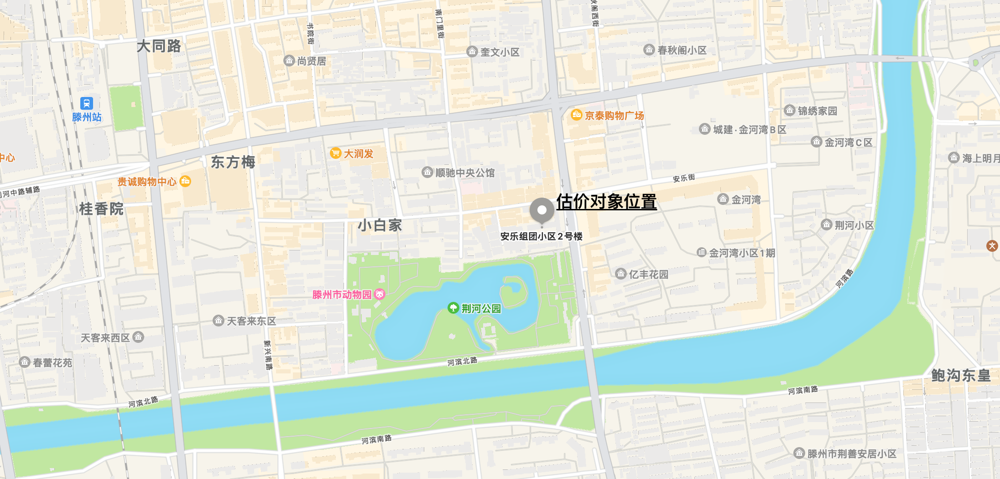 南门里街
秋阁西街
书院街
大同路
尚贤居
奎文小区
春秋阁小区
滕州站
京泰购物广场
锦绣家园
城建·金河湾B区
金河湾C区
大润发
中心
东方梅
海上明月
顺驰中央公馆
贵诚购物中心
安乐街
荆河中路辅路
估价对象位置
金河湾
桂香院
小白家
荆河小区
安乐组团小区2号楼
金河湾小区1期
亿丰花园
河滨路
滕州市动物园
荆河公园
天客来东区
天客来西区
新兴南路
春蕾花苑
河滨北路
鲍沟东皇
河滨南路
河滨北路
河滨南路
滕州市荆善安居小区